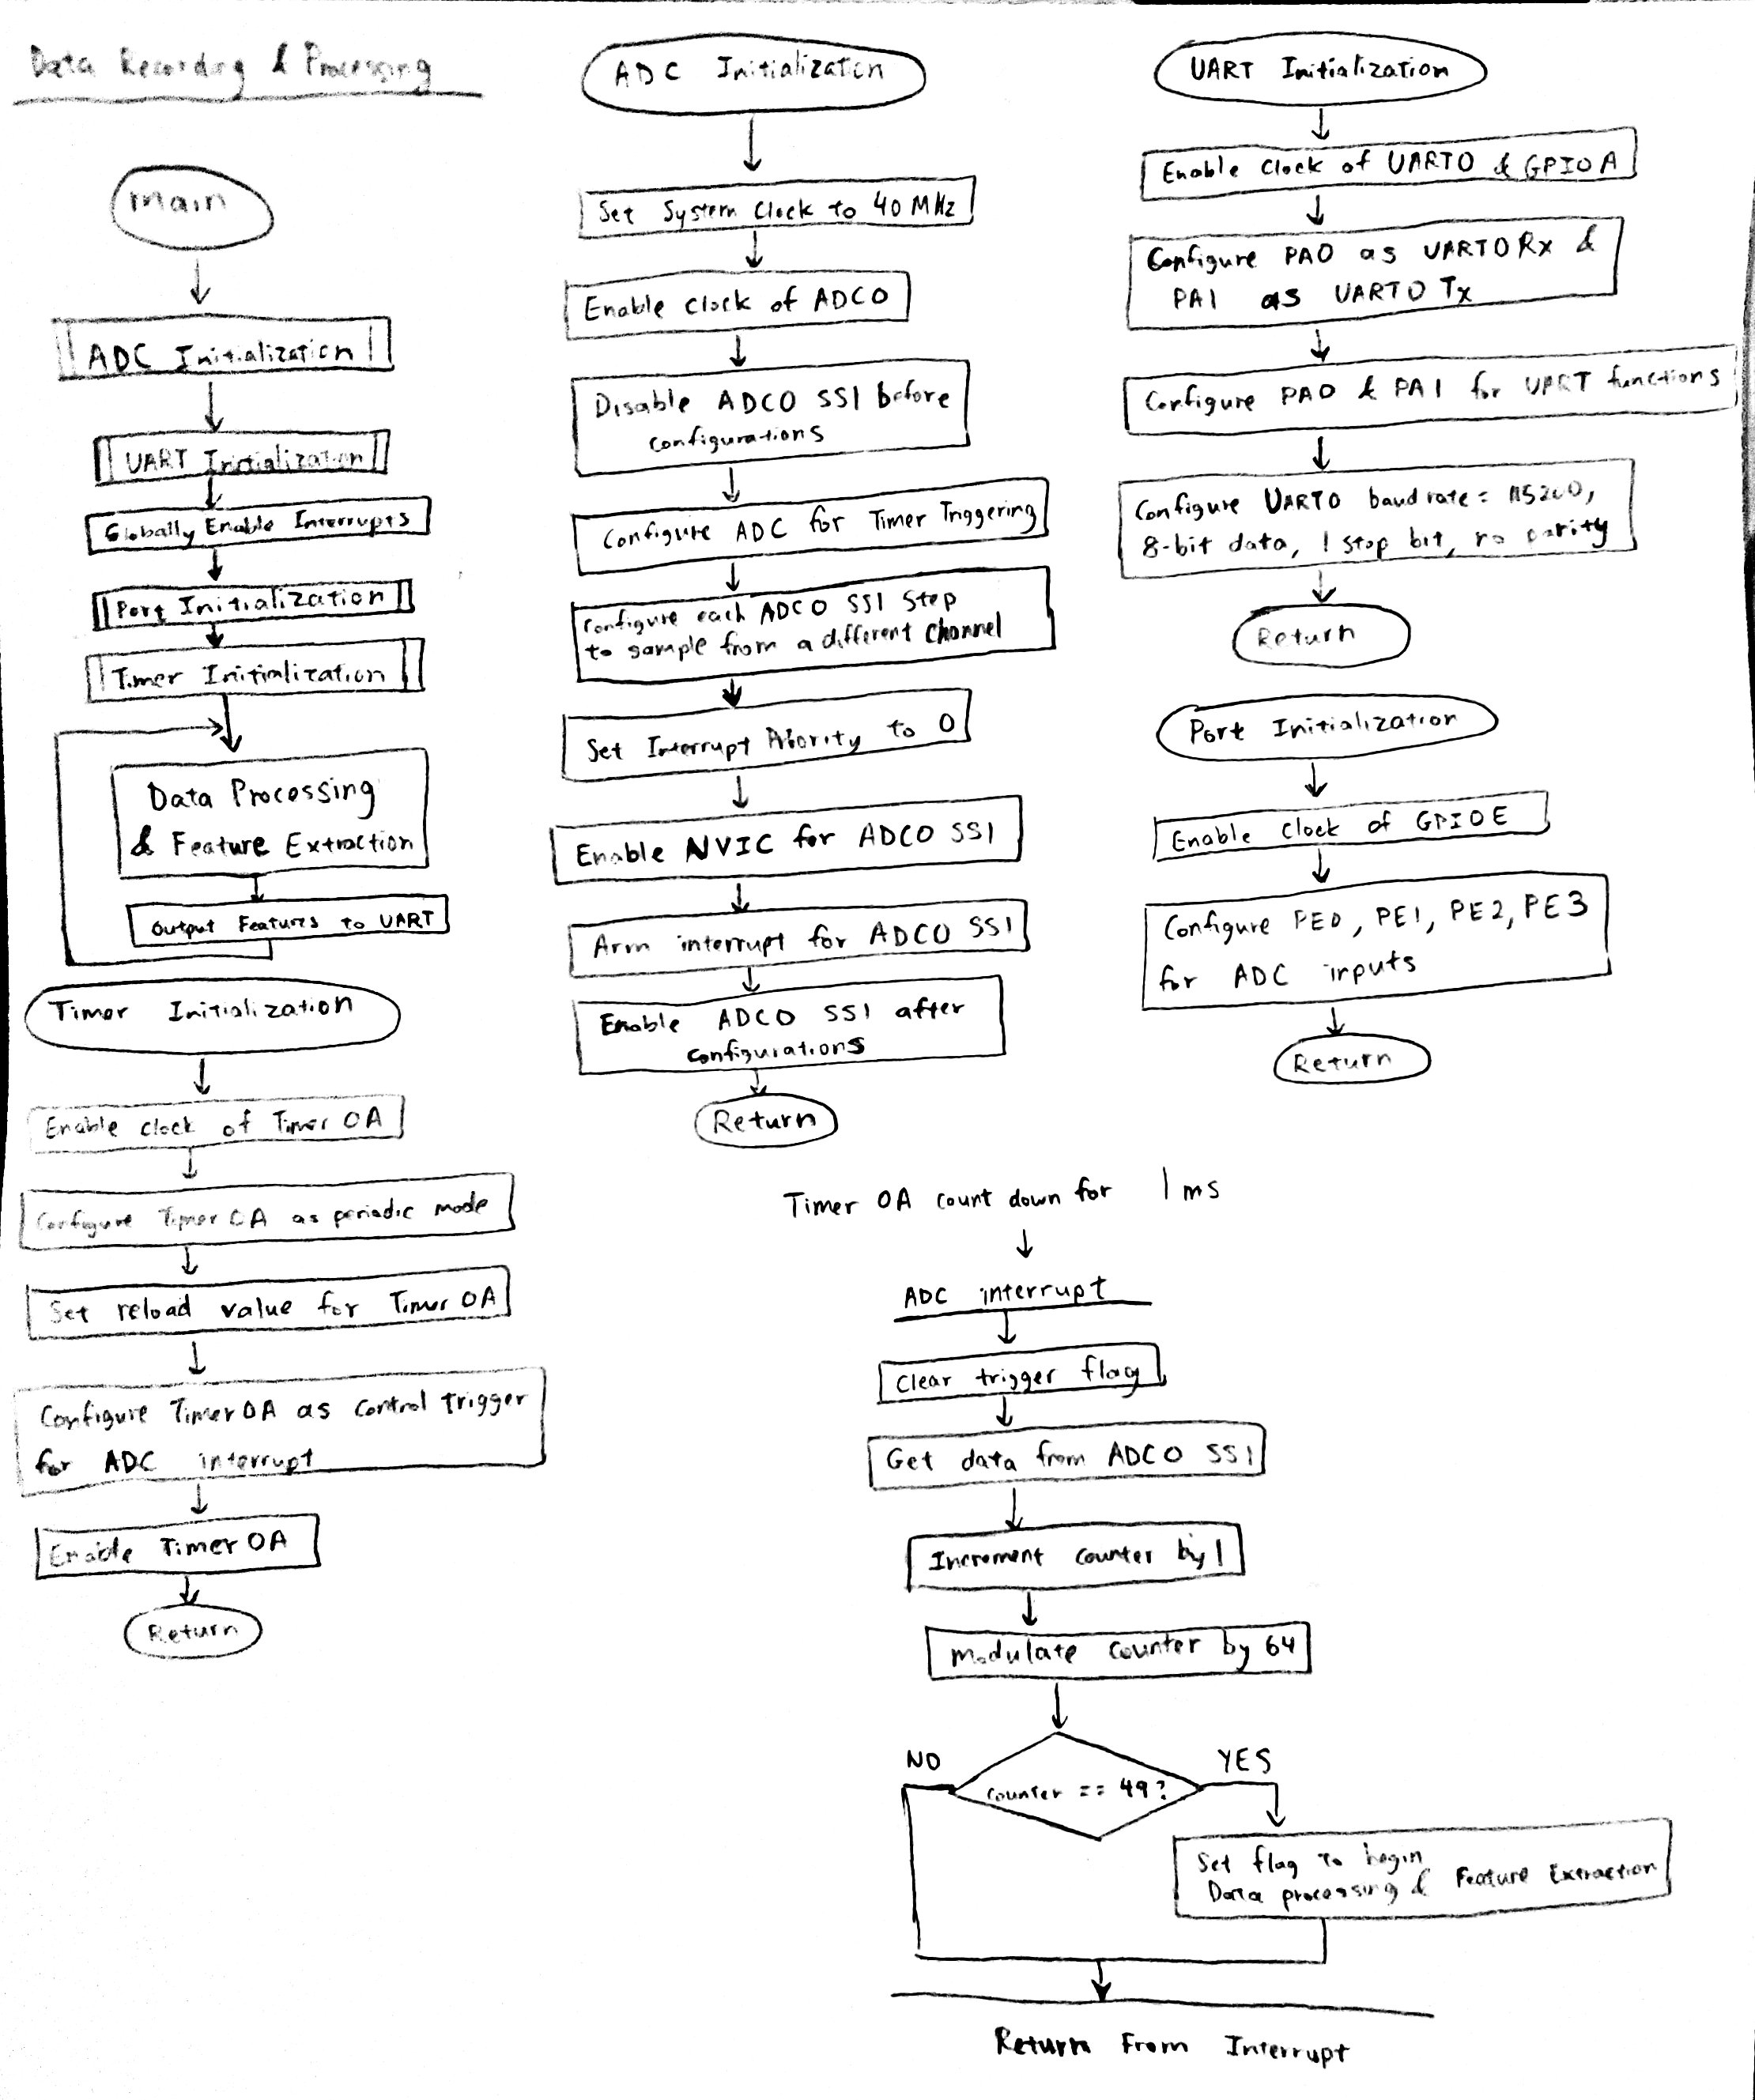 Data Recording & Processing
main
ADC Initialization
UART Initialization
Globally Enable Interrupts
Port Initialization
Timer Initialization
Data Processing
& Feature Extraction
Output Features to UART
Timer Initialization
Enable clock of Timer 0A
Configure Timer 0A as periodic mode
Set reload value for Timer 0A
Configure Timer 0A as control trigger
for ADC interrupt
Enable Timer 0A
Return
ADC Initialization
Set System Clock to 40 MHz
Enable clock of ADC0
Disable ADC0 SS1 before
configurations
Configure ADC for Timer Triggering
Configure each ADC0 SS1 Step
to sample from a different channel
Set Interrupt Priority to 0
Enable NVIC for ADC0 SS1
Arm interrupt for ADC0 SS1
Enable ADC0 SS1 after
configurations
Return
UART Initialization
Enable Clock of UART0 & GPIOA
Configure PA0 as UART0 Rx &
PA1 as UART0 Tx
Configure PA0 & PA1 for UART functions
Configure UART0 baud rate = 115200,
8-bit data, 1 stop bit, no parity
Return
Port Initialization
Enable Clock of GPIOE
Configure PE0, PE1, PE2, PE3
for ADC inputs
Return
Timer 0A count down for 1 ms
ADC interrupt
Clear trigger flag
Get data from ADC0 SS1
Increment counter by 1
Modulate counter by 64
counter == 49?
NO
YES
Set flag to begin
Data processing & Feature Extraction
Return From Interrupt